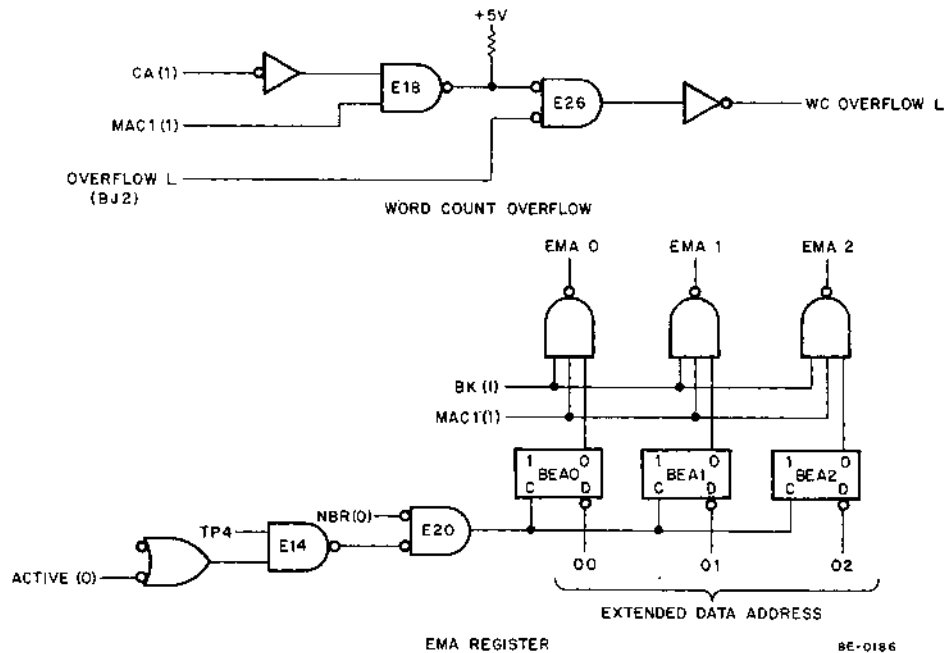 +5V
CA(1)
E18
E26
WC OVERFLOW L
MAC1(1)
OVERFLOW L
(BJ2)
WORD COUNT OVERFLOW
EMA 0 EMA 1 EMA 2
BK(1)
MAC1(1)
1 0 1 0 1 0
BEA0 BEA1 BEA2
C D C D C D
NBR(0)
TP4
E20
E14
ACTIVE (0)
00 01 02
EXTENDED DATA ADDRESS
EMA REGISTER
8E-0186